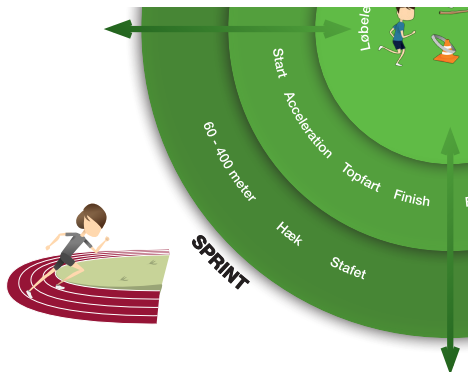 Løbele
Start
Acceleration
Topfart
Finish
60 - 400 meter
Hæk
Stafet
SPRINT